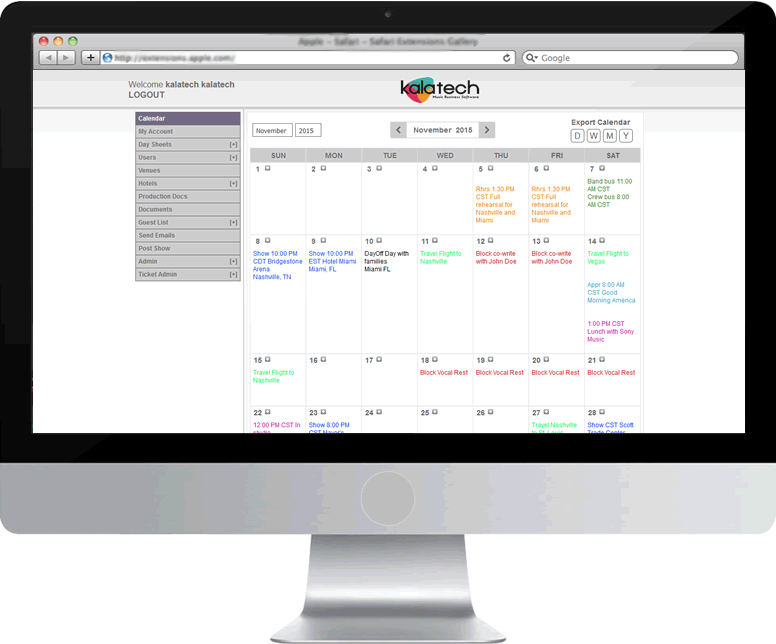 Apple – Safari – Safari Extensions Gallery
http://extensions.apple.com/
Google
Welcome kalatech kalatech
LOGOUT
kalatech
Music Business Software
Calendar
My Account
Day Sheets [+]
Users [+]
Venues
Hotels [+]
Production Docs
Documents
Guest List [+]
Send Emails
Post Show
Admin [+]
Ticket Admin [+]
November 2015
November 2015
Export Calendar
D W M Y
SUN MON TUE WED THU FRI SAT
1 2 3 4 5 6 7
Rhrs 1:30 PM
CST Full
rehearsal for
Nashville and
Miami
Rhrs 1:30 PM
CST Full
rehearsal for
Nashville and
Miami
Band bus 11:00
AM CST
Crew bus 8:00
AM CST
8 9 10 11 12 13 14
Show 10:00 PM
CDT Bridgestone
Arena
Nashville, TN
Show 10:00 PM
EST Hotel Miami
Miami, FL
DayOff Day with
families
Miami FL
Travel Flight to
Nashville
Block co-write
with John Doe
Block co-write
with John Doe
Travel Flight to
Vegas
Appr 8:00 AM
CST Good
Morning America
1:00 PM CST
Lunch with Sony
Music
15 16 17 18 19 20 21
Travel Flight to
Nashville
Block Vocal Rest
Block Vocal Rest
Block Vocal Rest
Block Vocal Rest
22 23 24 25 26 27 28
12:00 PM CST In
studio
Show 8:00 PM
CST Mayor's
Travel Nashville
to St. Louis
Show CST Scott
Trade Center